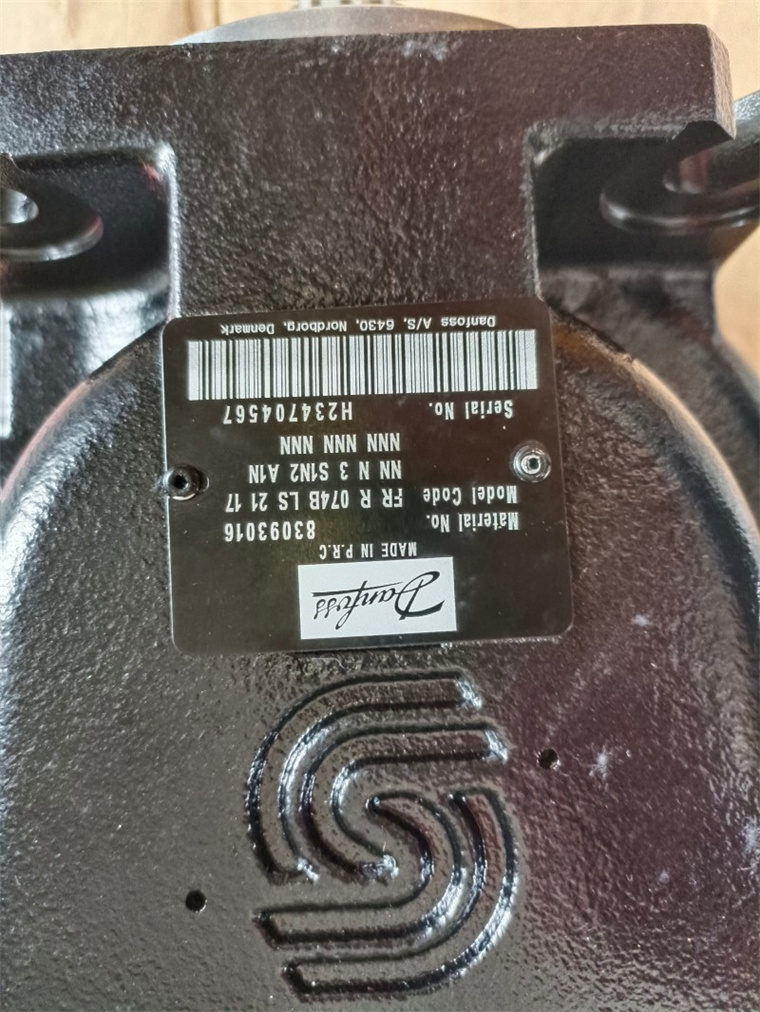 Danfoss
MADE IN P.R.C
Material No. 83093016
Model Code FR R 074B LS 21 17
NN N 3 S1N2 A1N
NNN NNN NNN
Serial No. H234704567
Danfoss A/S, 6430, Nordborg, Denmark